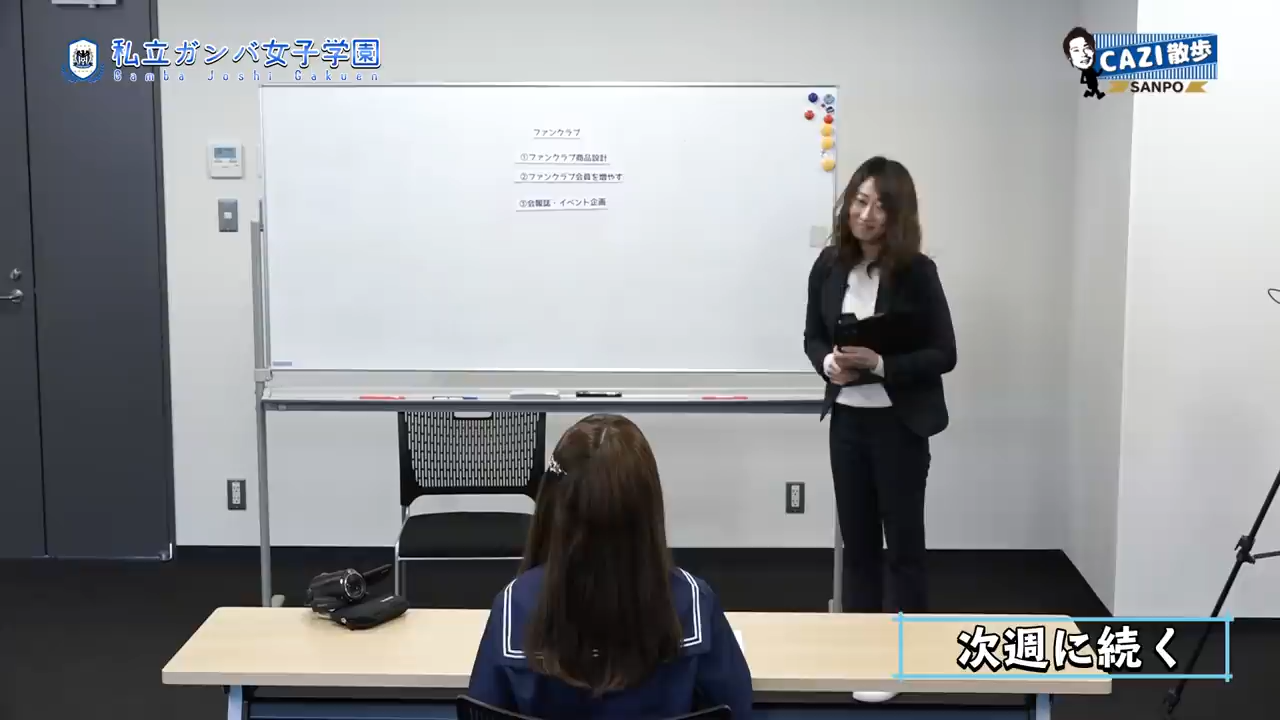 私立ガンバ女子学園
Gamba Joshi Gakuen
CAZI散歩
SANPO
ファンクラブ
①ファンクラブ商品設計
②ファンクラブ会員を増やす
③会報誌・イベント企画
次週に続く